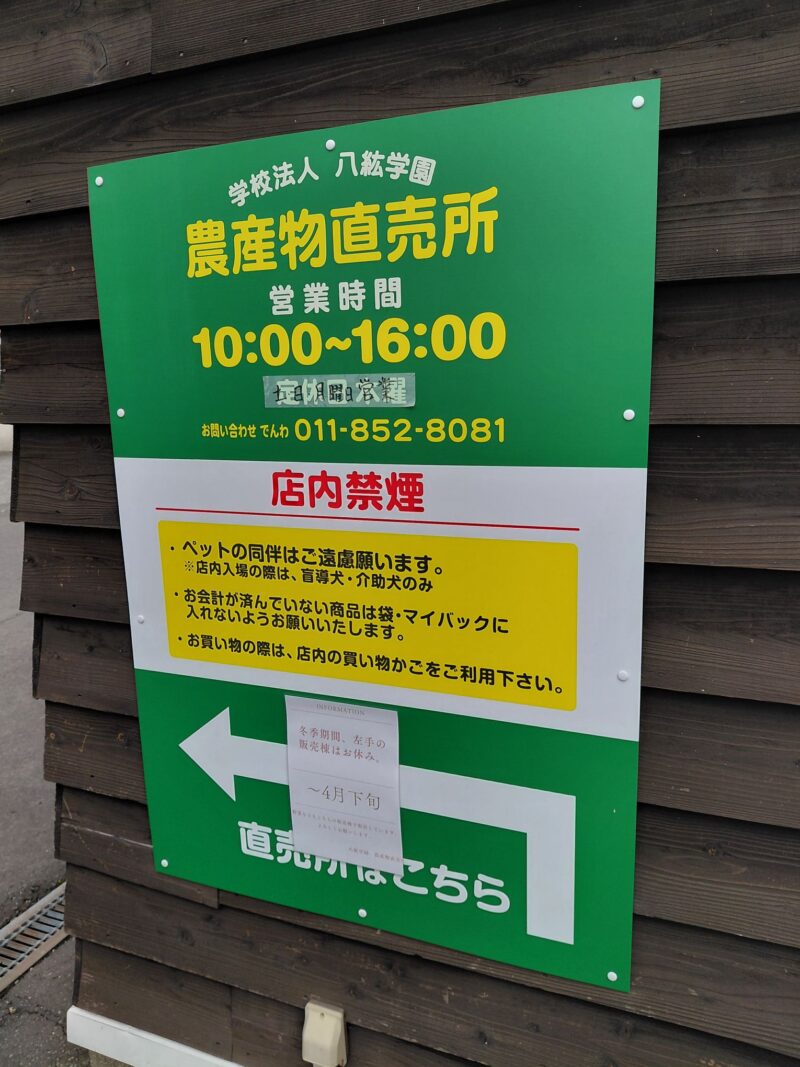 学校法人 八紘学園
農産物直売所
営業時間
10:00~16:00
土日月曜日営業
お問い合わせ でんわ 011-852-8081
店内禁煙
・ペットの同伴はご遠慮願います。
※店内入場の際は、盲導犬・介助犬のみ
・お会計が済んでいない商品は袋・マイバックに
入れないようお願いいたします。
・お買い物の際は、店内の買い物かごをご利用下さい。
INFORMATION
冬季期間、左手の
販売棟はお休み。
～4月下旬
直売所はこちら